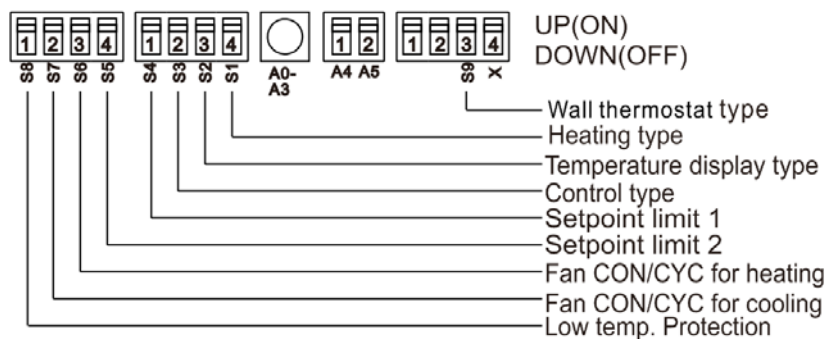 1 2 3 4 1 2 3 4 1 2 1 2 3 4 UP(ON)
DOWN(OFF)
S8 S7 S6 S5 S4 S3 S2 S1 A0- A4 A5 S9 X
A3
Wall thermostat type
Heating type
Temperature display type
Control type
Setpoint limit 1
Setpoint limit 2
Fan CON/CYC for heating
Fan CON/CYC for cooling
Low temp. Protection